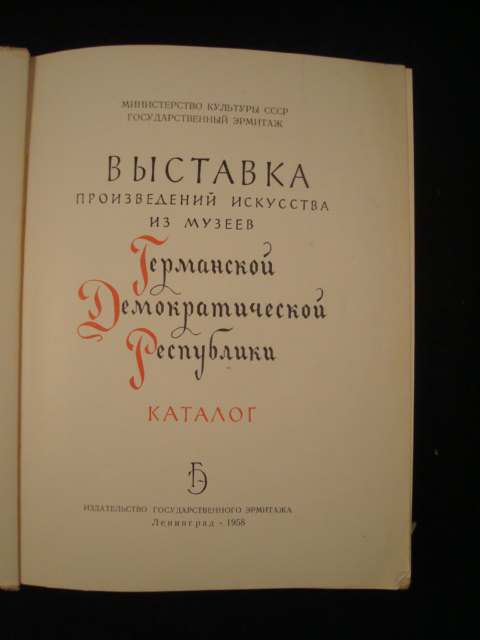 МИНИСТЕРСТВО КУЛЬТУРЫ СССР
ГОСУДАРСТВЕННЫЙ ЭРМИТАЖ
ВЫСТАВКА
ПРОИЗВЕДЕНИЙ ИСКУССТВА
ИЗ МУЗЕЕВ
Германской
Демократической
Республики
КАТАЛОГ
ГЭ
ИЗДАТЕЛЬСТВО ГОСУДАРСТВЕННОГО ЭРМИТАЖА
Ленинград · 1958